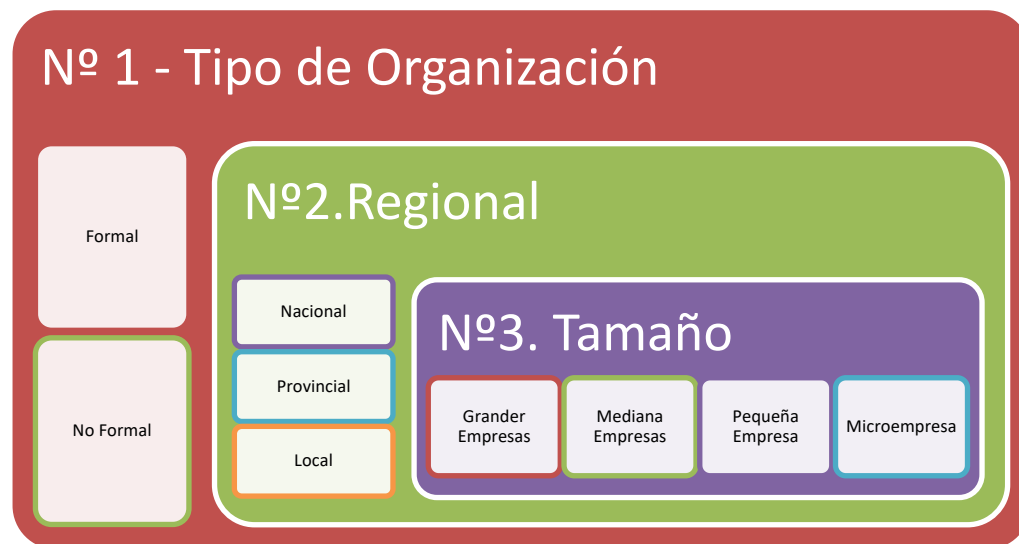 Nº 1 - Tipo de Organización
Formal
No Formal
Nº2.Regional
Nacional
Provincial
Local
Nº3. Tamaño
Grander
Empresas
Mediana
Empresas
Pequeña
Empresa
Microempresa